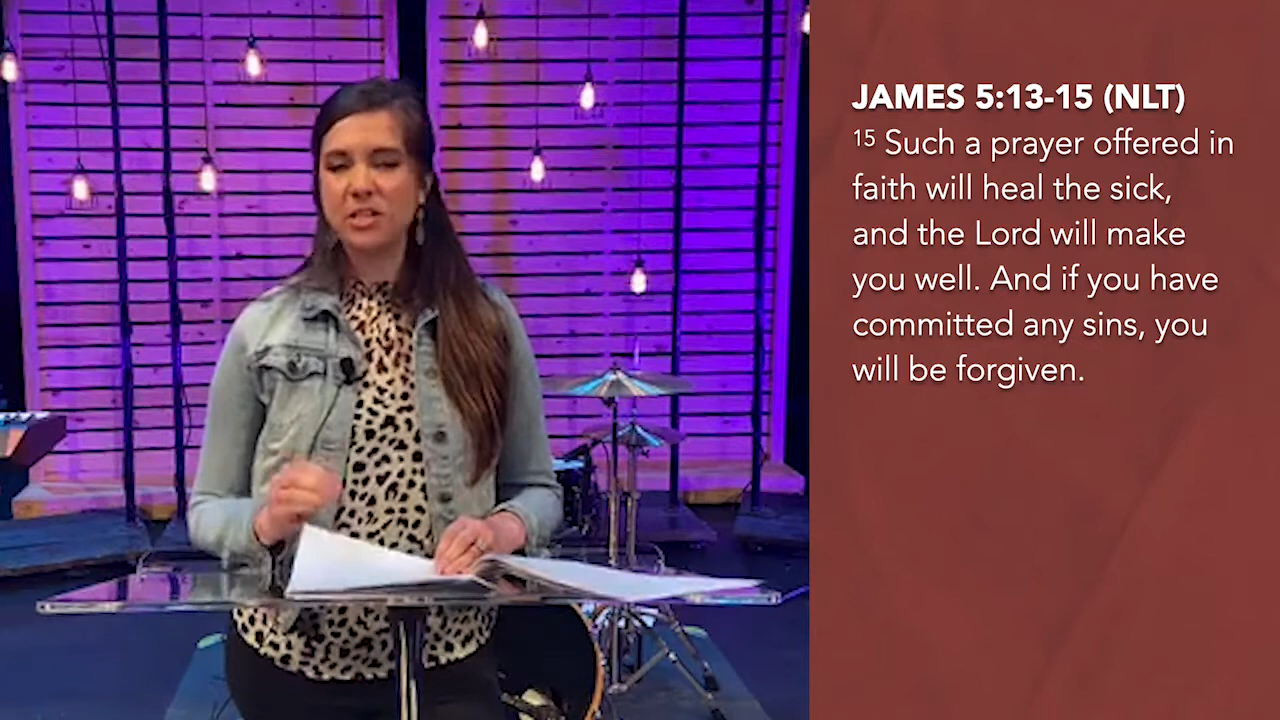 JAMES 5:13-15 (NLT)
15 Such a prayer offered in
faith will heal the sick,
and the Lord will make
you well. And if you have
committed any sins, you
will be forgiven.